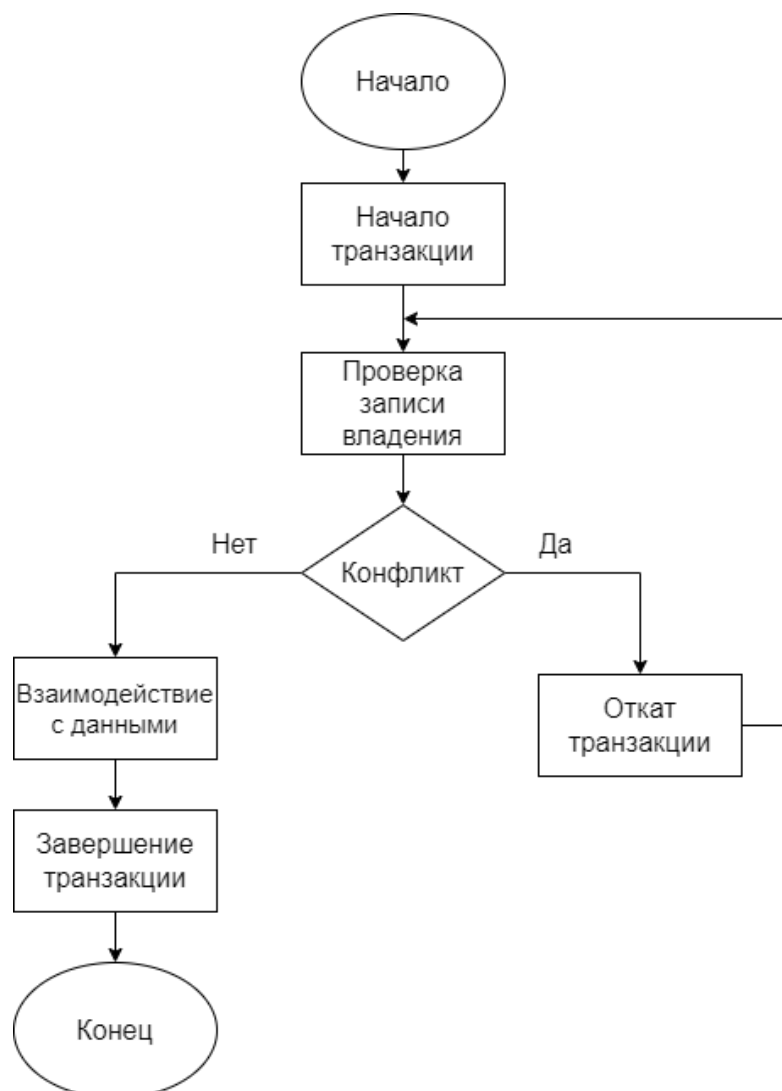 Начало
Начало
транзакции
Проверка
записи
владения
Конфликт
Нет
Да
Взаимодействие
с данными
Откат
транзакции
Завершение
транзакции
Конец